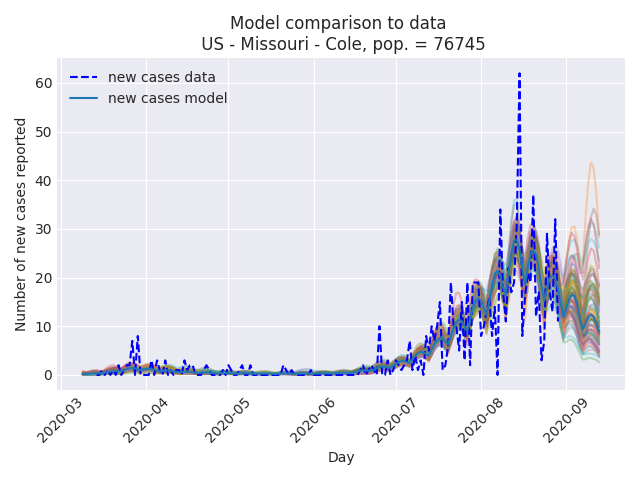 Model comparison to data
US - Missouri - Cole, pop. = 76745
new cases data
new cases model
Number of new cases reported
60
50
40
30
20
10
0
2020-03
2020-04
2020-05
2020-06
2020-07
2020-08
2020-09
Day